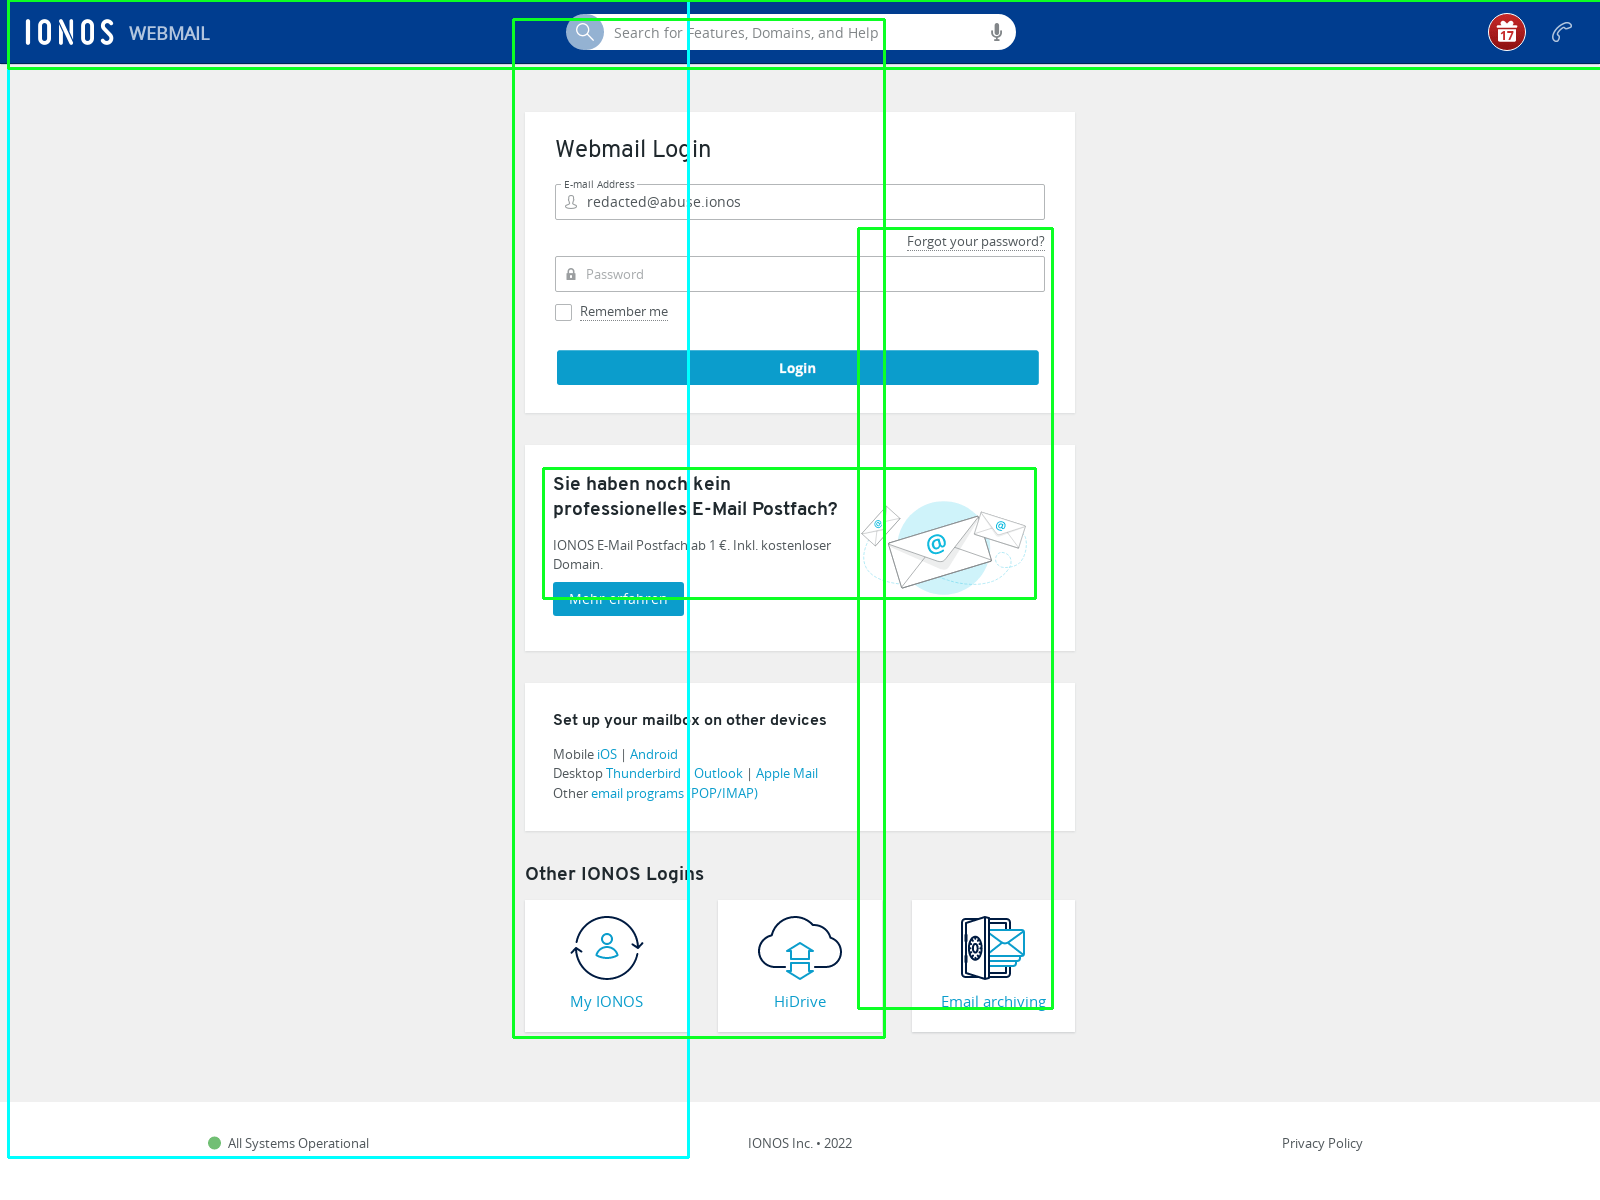 IONOS WEBMAIL
Search for Features, Domains, and Help
17
Webmail Login
E-mail Address
redacted@abuse.ionos
Forgot your password?
Password
Remember me
Login
Sie haben noch kein
professionelles E-Mail Postfach?
IONOS E-Mail Postfach ab 1 €. Inkl. kostenloser
Domain.
Mehr erfahren
Set up your mailbox on other devices
Mobile iOS | Android
Desktop Thunderbird | Outlook | Apple Mail
Other email programs (POP/IMAP)
Other IONOS Logins
My IONOS
HiDrive
Email archiving
All Systems Operational
IONOS Inc. • 2022
Privacy Policy